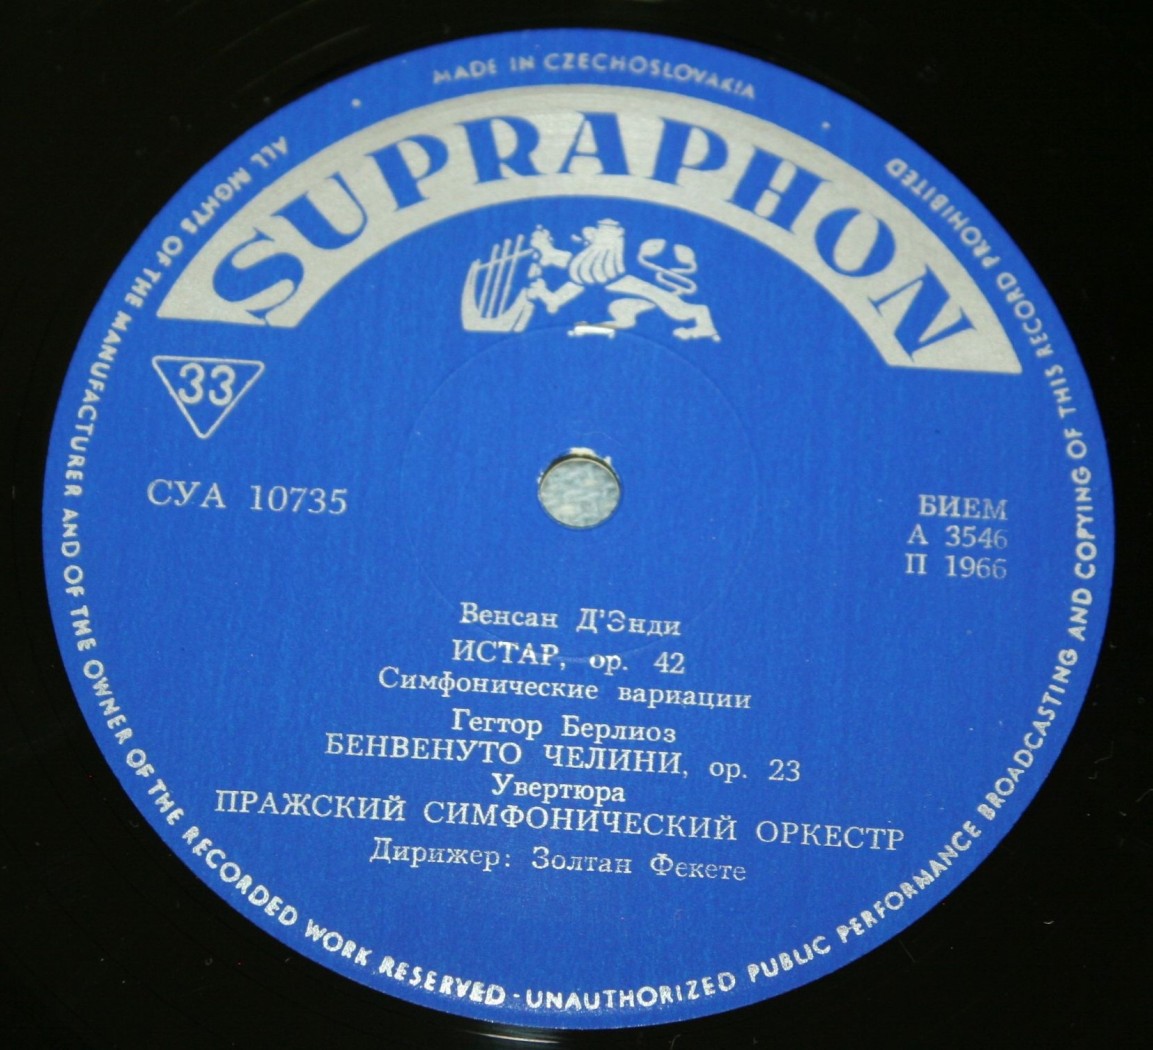 MADE IN CZECHOSLOVAKIA
SUPRAPHON
33
СУА 10735
БИЕМ
А 3546
П 1966
Венсан Д'Энди
ИСТАР, ор. 42
Симфонические вариации
Гегтор Берлиоз
БЕНВЕНУТО ЧЕЛИНИ, ор. 23
Увертюра
ПРАЖСКИЙ СИМФОНИЧЕСКИЙ ОРКЕСТР
Дирижер: Золтан Фекете
ALL RIGHTS OF THE MANUFACTURER AND OF THE OWNER OF THE RECORDED WORK RESERVED - UNAUTHORIZED PUBLIC PERFORMANCE BROADCASTING AND COPYING OF THIS RECORD PROHIBITED